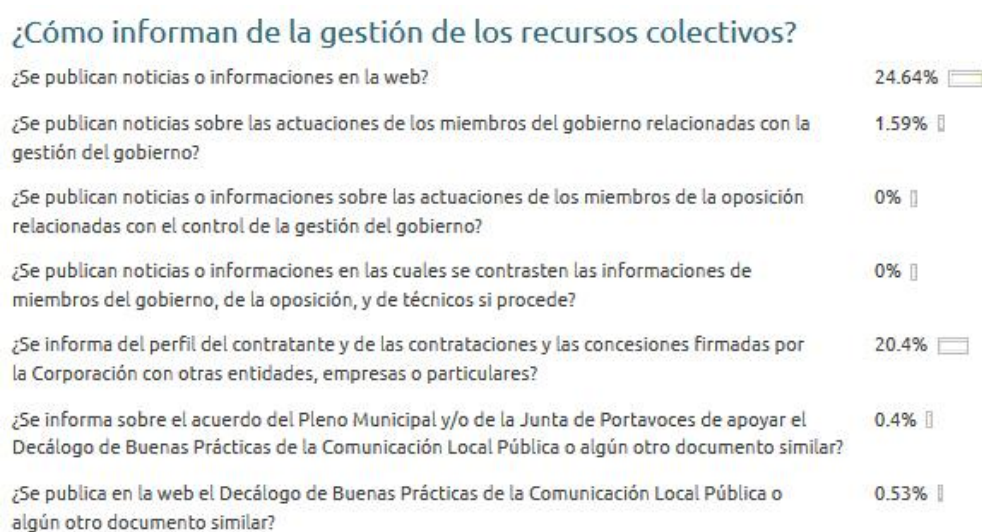 ¿Cómo informan de la gestión de los recursos colectivos?
¿Se publican noticias o informaciones en la web? 24.64%
¿Se publican noticias sobre las actuaciones de los miembros del gobierno relacionadas con la 1.59%
gestión del gobierno?
¿Se publican noticias o informaciones sobre las actuaciones de los miembros de la oposición 0%
relacionadas con el control de la gestión del gobierno?
¿Se publican noticias o informaciones en las cuales se contrasten las informaciones de 0%
miembros del gobierno, de la oposición, y de técnicos si procede?
¿Se informa del perfil del contratante y de las contrataciones y las concesiones firmadas por 20.4%
la Corporación con otras entidades, empresas o particulares?
¿Se informa sobre el acuerdo del Pleno Municipal y/o de la Junta de Portavoces de apoyar el 0.4%
Decálogo de Buenas Prácticas de la Comunicación Local Pública o algún otro documento similar?
¿Se publica en la web el Decálogo de Buenas Prácticas de la Comunicación Local Pública o 0.53%
algún otro documento similar?